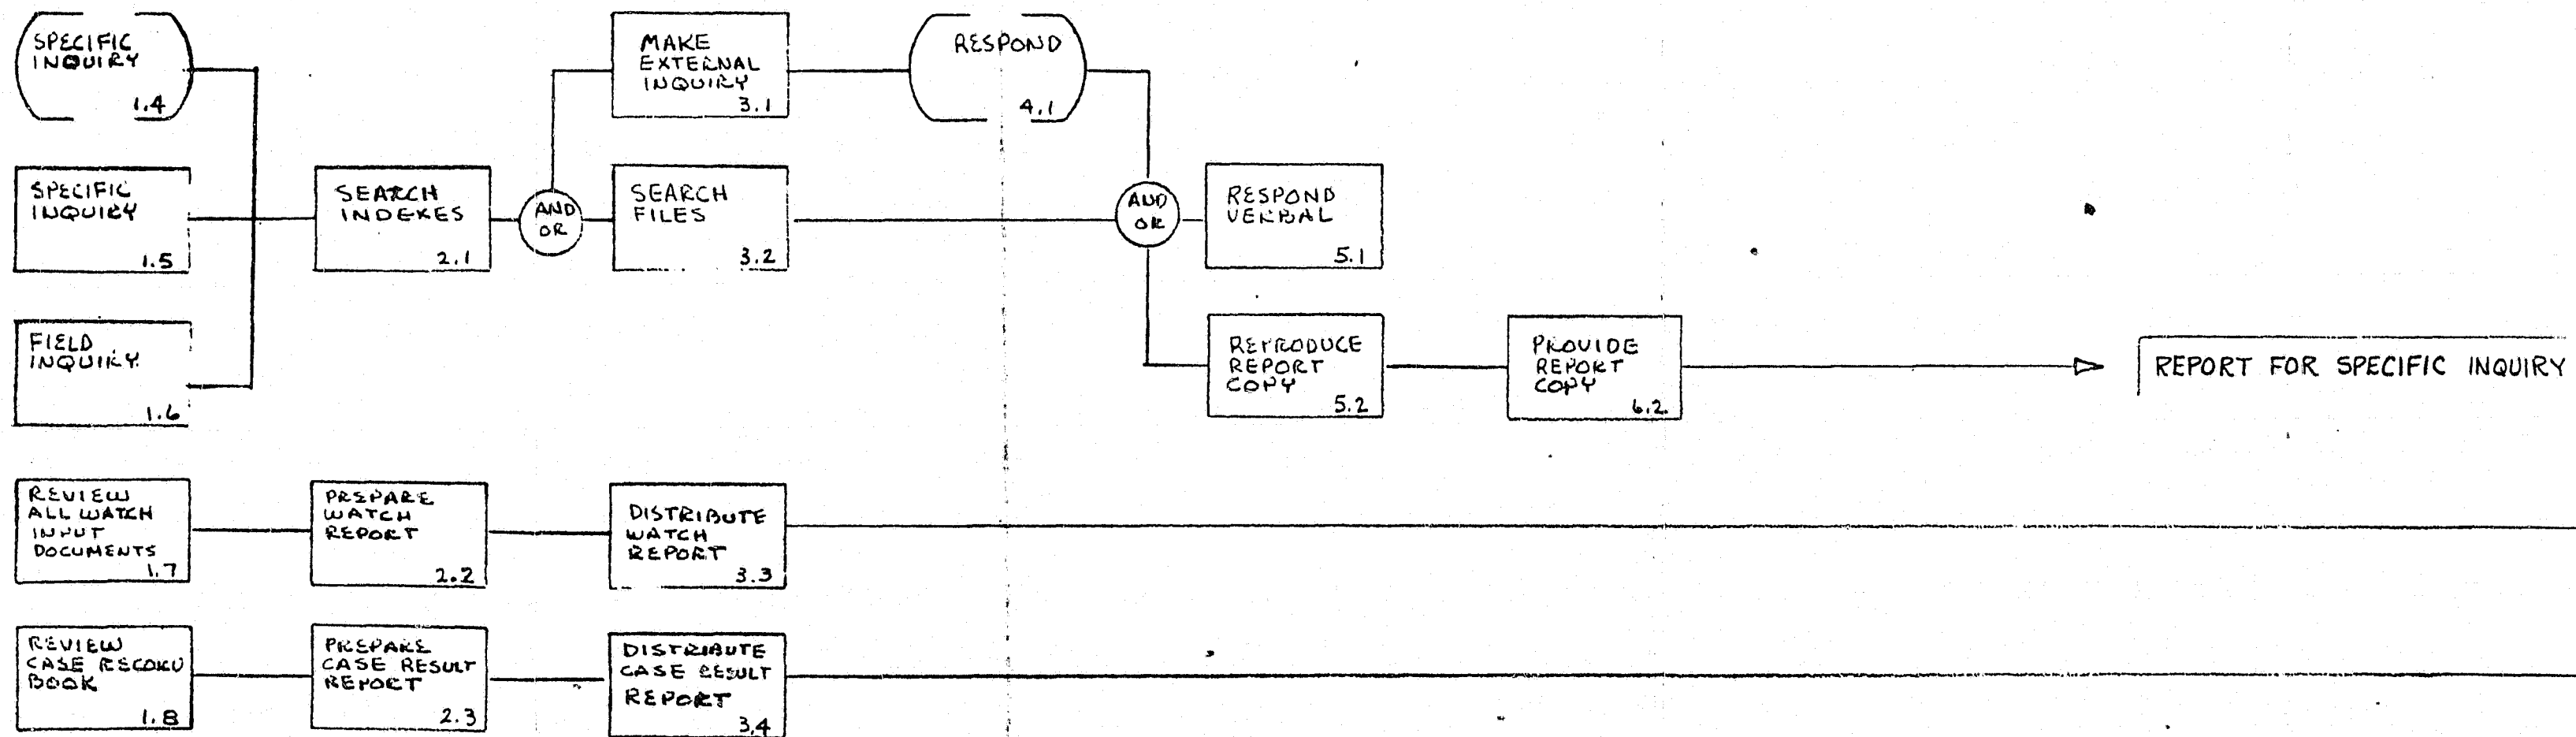 SPECIFIC
INQUIRY
1.4
MAKE
EXTERNAL
INQUIRY
3.1
RESPOND
4.1
SPECIFIC
INQUIRY
1.5
SEARCH
INDEXES
2.1
AND
OR
SEARCH
FILES
3.2
AND
OR
RESPOND
VERBAL
5.1
FIELD
INQUIRY
1.6
REPRODUCE
REPORT
COPY
5.2
PROVIDE
REPORT
COPY
6.2
REPORT FOR SPECIFIC INQUIRY
REVIEW
ALL WATCH
INPUT
DOCUMENTS
1.7
PREPARE
WATCH
REPORT
2.2
DISTRIBUTE
WATCH
REPORT
3.3
REVIEW
CASE RECORD
BOOK
1.8
PREPARE
CASE RESULT
REPORT
2.3
DISTRIBUTE
CASE RESULT
REPORT
3.4